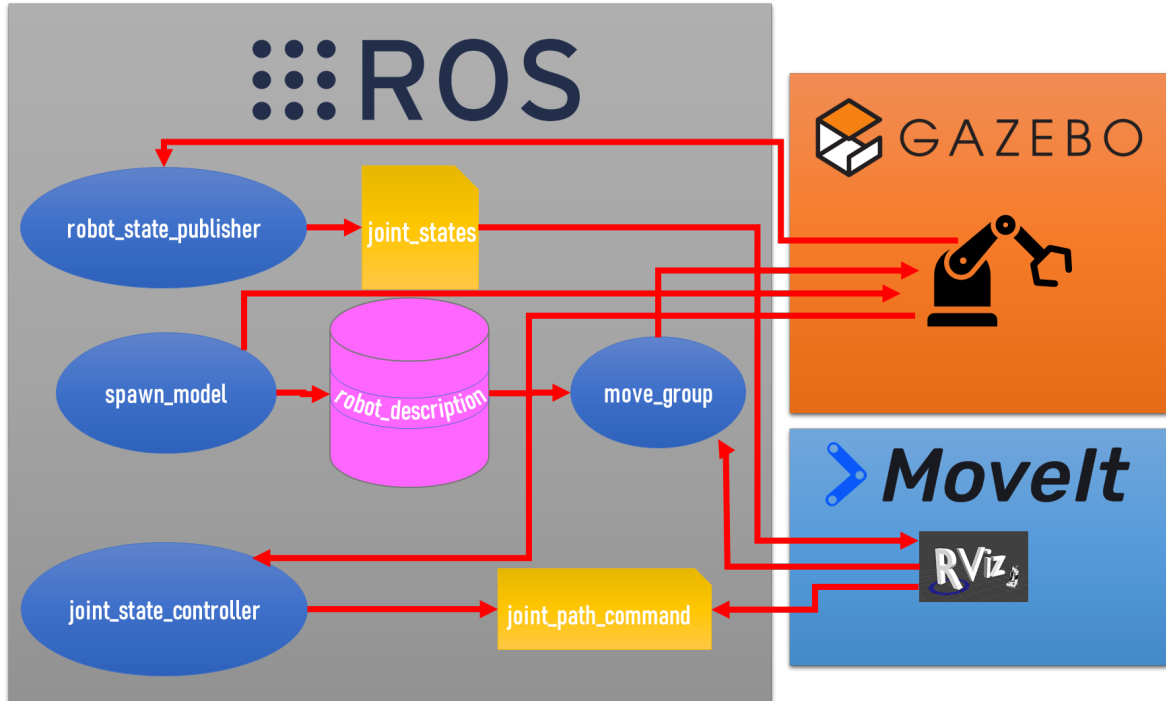 ROS
GAZEBO
robot_state_publisher
joint_states
spawn_model
robot_description
move_group
MoveIt
RViz
joint_state_controller
joint_path_command